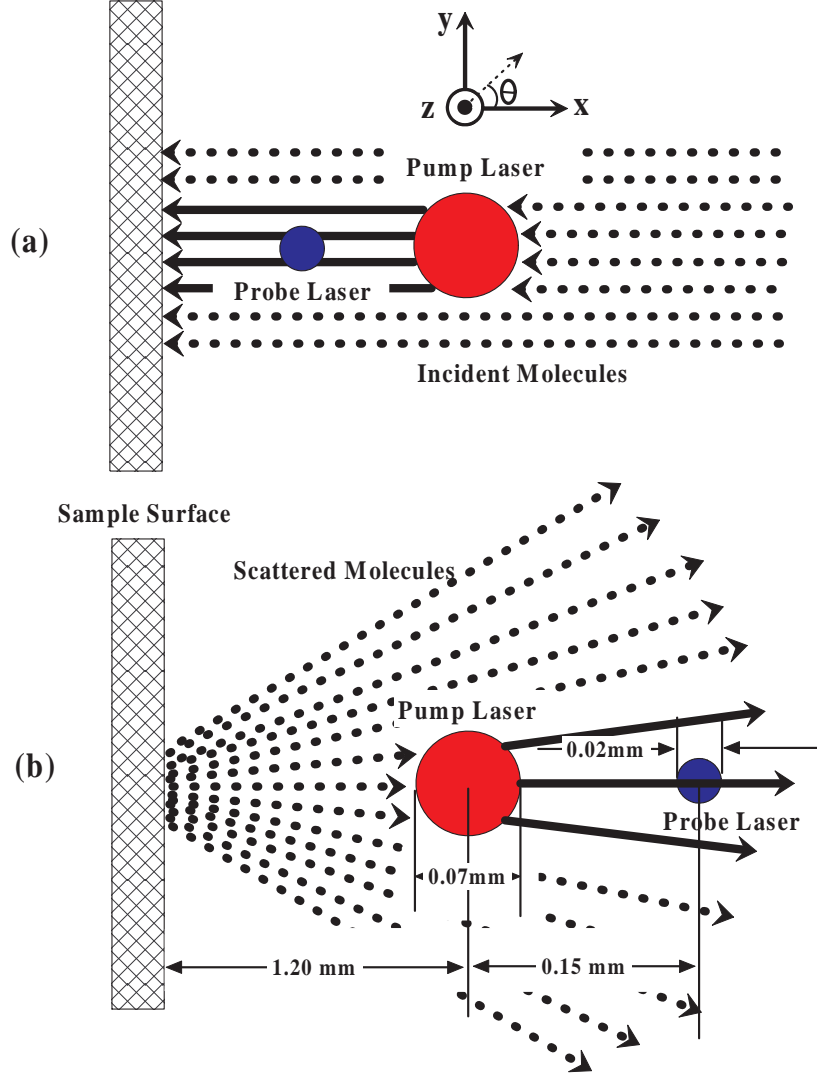 y
θ
z
x
Pump Laser
(a)
Probe Laser
Incident Molecules
Sample Surface
Scattered Molecules
Pump Laser
0.02mm
(b)
Probe Laser
0.07mm
1.20 mm
0.15 mm